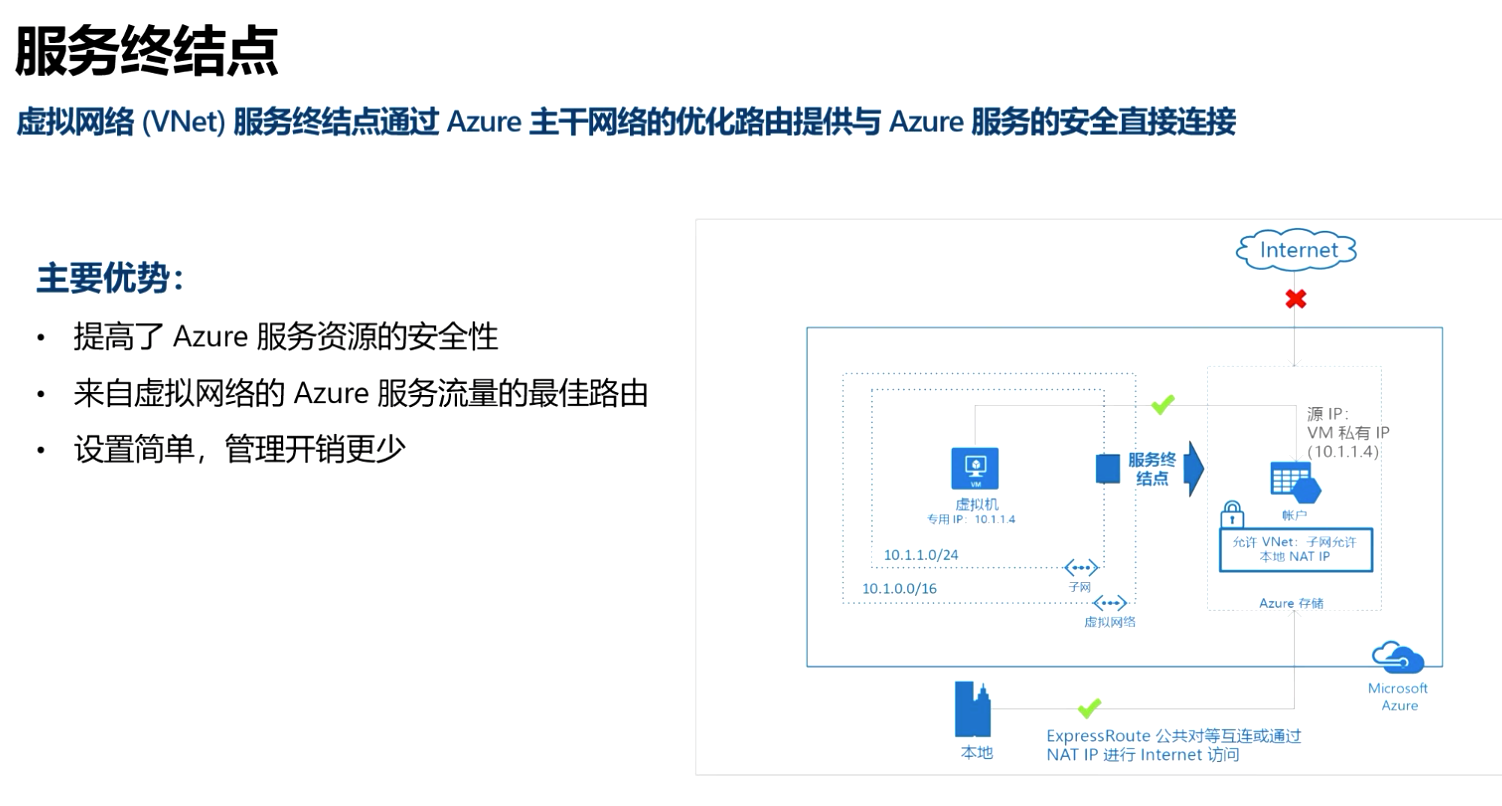 服务终结点
虚拟网络 (VNet) 服务终结点通过 Azure 主干网络的优化路由提供与 Azure 服务的安全直接连接
主要优势：
• 提高了 Azure 服务资源的安全性
• 来自虚拟网络的 Azure 服务流量的最佳路由
• 设置简单，管理开销更少
Internet
源 IP：
VM 私有 IP
(10.1.1.4)
服务终
结点
VM
虚拟机
专用 IP：10.1.1.4
帐户
允许 VNet：子网允许
本地 NAT IP
10.1.1.0/24
子网
10.1.0.0/16
虚拟网络
Azure 存储
Microsoft
Azure
本地
ExpressRoute 公共对等互连或通过
NAT IP 进行 Internet 访问